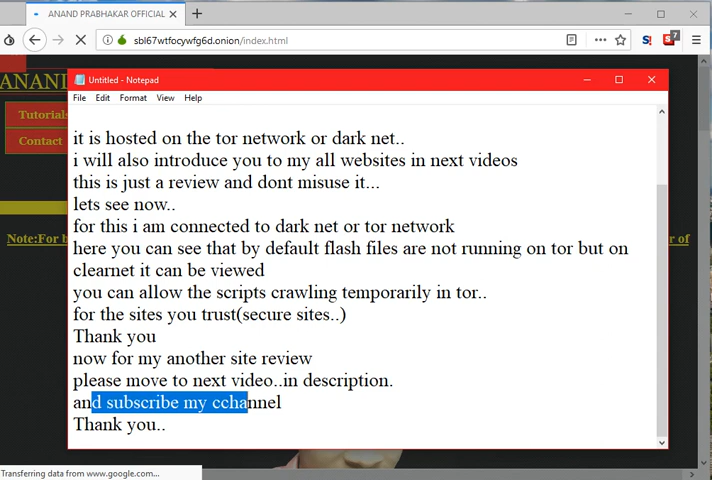 ANAND PRABHAKAR OFFICIAL
sbl67wtfocywfg6d.onion/index.html
7
ANAN
Untitled - Notepad
File Edit Format View Help
Tutorials
Contact
Note:For b
r of
it is hosted on the tor network or dark net..
i will also introduce you to my all websites in next videos
this is just a review and dont misuse it...
lets see now..
for this i am connected to dark net or tor network
here you can see that by default flash files are not running on tor but on
clearnet it can be viewed
you can allow the scripts crawling temporarily in tor..
for the sites you trust(secure sites..)
Thank you
now for my another site review
please move to next video..in description.
and subscribe my cchannel
Thank you..
Transferring data from www.google.com...